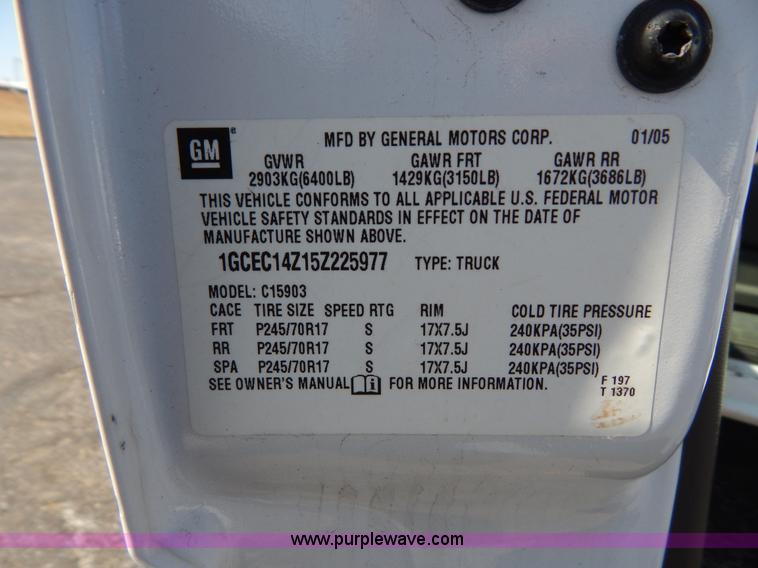 GM
MFD BY GENERAL MOTORS CORP. 01/05
GVWR GAWR FRT GAWR RR
2903KG(6400LB) 1429KG(3150LB) 1672KG(3686LB)
THIS VEHICLE CONFORMS TO ALL APPLICABLE U.S. FEDERAL MOTOR
VEHICLE SAFETY STANDARDS IN EFFECT ON THE DATE OF
MANUFACTURE SHOWN ABOVE.
1GCEC14Z15Z225977 TYPE: TRUCK
MODEL: C15903
CACE TIRE SIZE SPEED RTG RIM COLD TIRE PRESSURE
FRT P245/70R17 S 17X7.5J 240KPA(35PSI)
RR P245/70R17 S 17X7.5J 240KPA(35PSI)
SPA P245/70R17 S 17X7.5J 240KPA(35PSI)
SEE OWNER'S MANUAL FOR MORE INFORMATION.
F 197
T 1370
www.purplewave.com